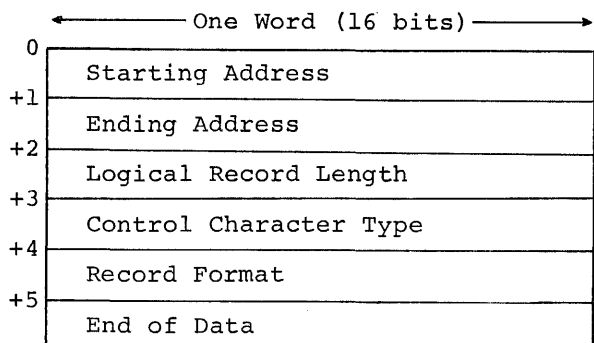 One Word (16 bits)
0
Starting Address
+1
Ending Address
+2
Logical Record Length
+3
Control Character Type
+4
Record Format
+5
End of Data